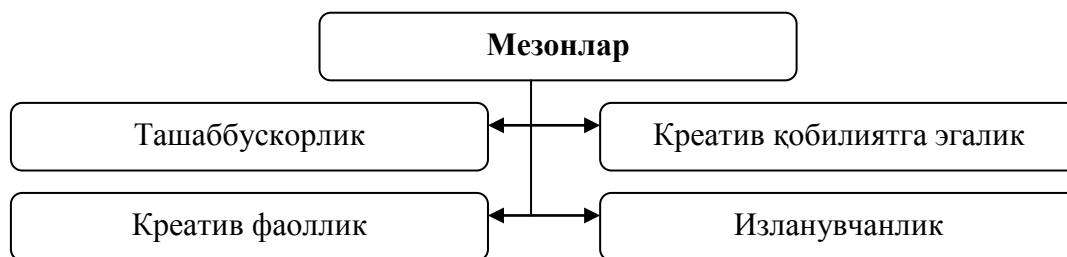 Мезонлар
Ташаббускорлик
Креатив қобилиятга эгалик
Креатив фаоллик
Изланувчанлик